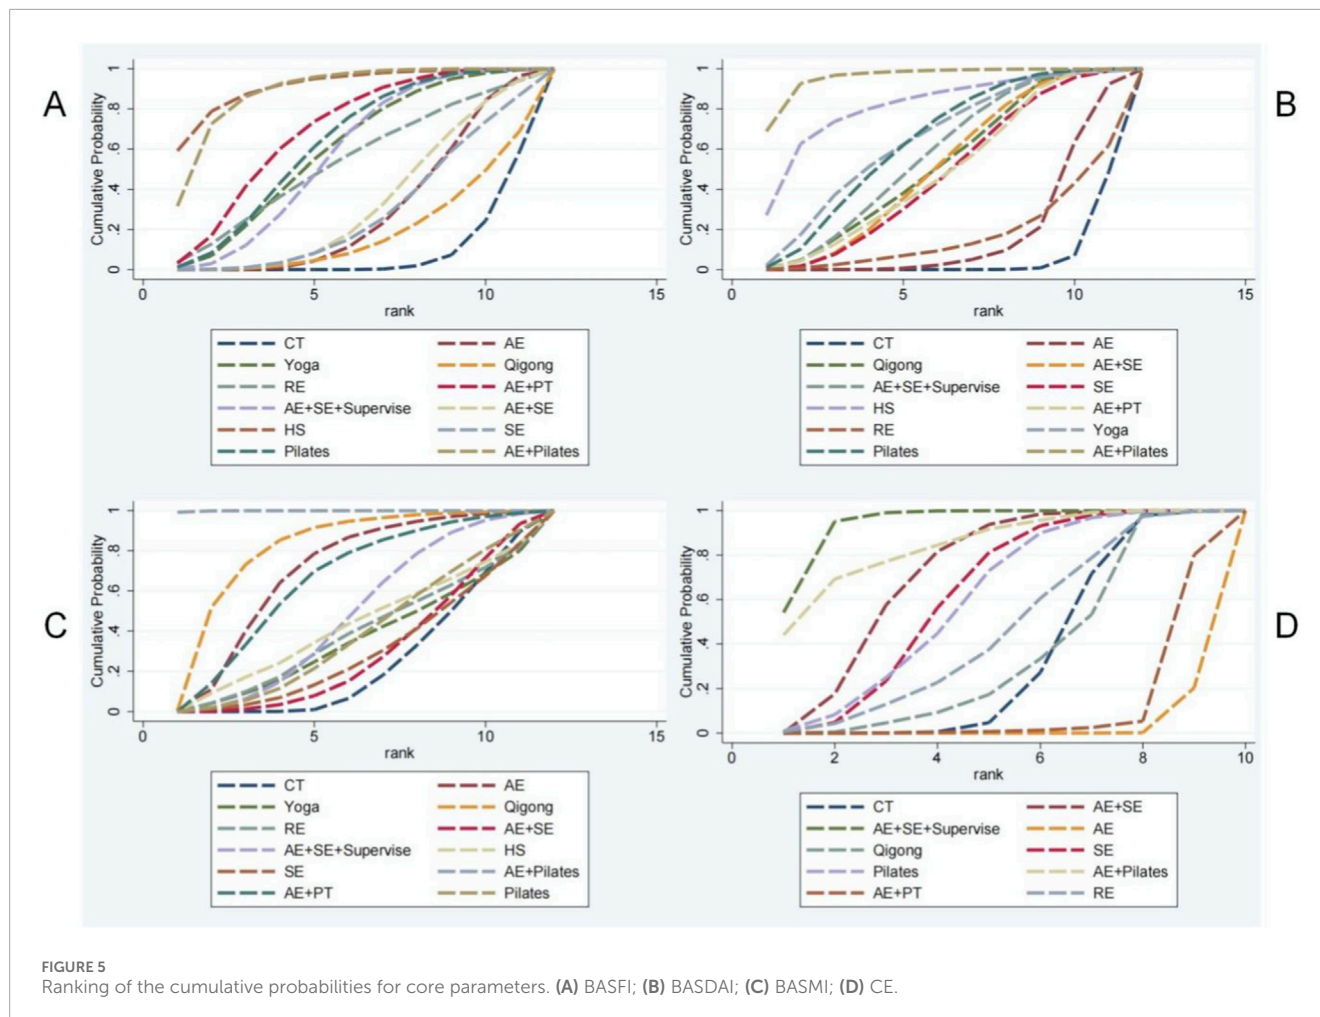 A
Cumulative Probability
1
.8
.6
.4
.2
0
0 5 10 15
rank
CT AE
Yoga Qigong
RE AE+PT
AE+SE+Supervise AE+SE
HS SE
Pilates AE+Pilates
B
Cumulative Probability
1
.8
.6
.4
.2
0
0 5 10 15
rank
CT AE
Qigong AE+SE
AE+SE+Supervise SE
HS AE+PT
RE Yoga
Pilates AE+Pilates
C
Cumulative Probability
1
.8
.6
.4
.2
0
0 5 10 15
rank
CT AE
Yoga Qigong
RE AE+SE
AE+SE+Supervise HS
SE AE+Pilates
AE+PT Pilates
D
Cumulative Probability
1
.8
.6
.4
.2
0
0 2 4 6 8 10
rank
CT AE+SE
AE+SE+Supervise AE
Qigong SE
Pilates AE+Pilates
AE+PT RE
FIGURE 5
Ranking of the cumulative probabilities for core parameters. (A) BASFI; (B) BASDAI; (C) BASMI; (D) CE.